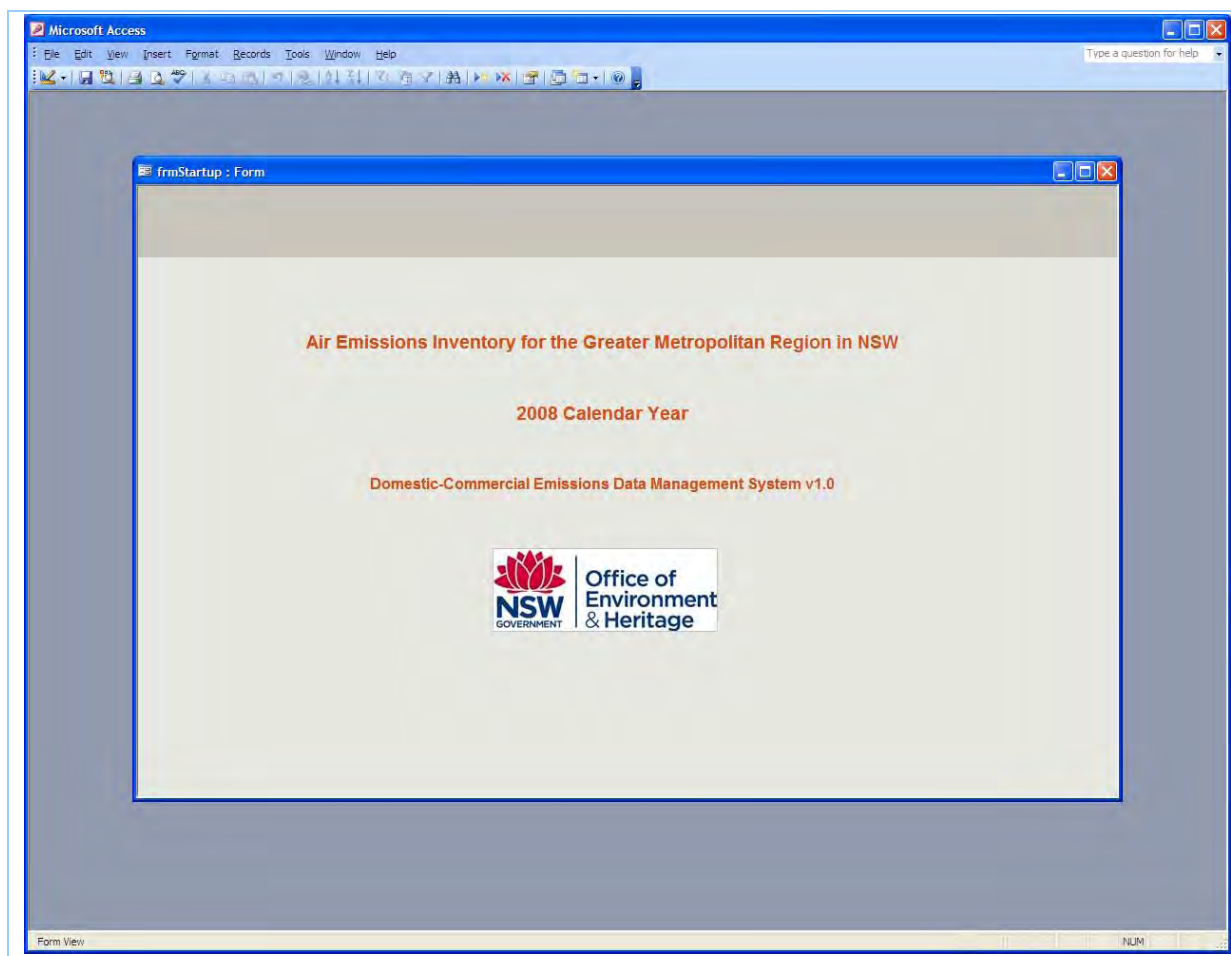 Microsoft Access
File Edit View Insert Format Records Tools Window Help
Type a question for help
frmStartup : Form
Air Emissions Inventory for the Greater Metropolitan Region in NSW
2008 Calendar Year
Domestic-Commercial Emissions Data Management System v1.0
NSW
GOVERNMENT
Office of
Environment
& Heritage
Form View
NUM